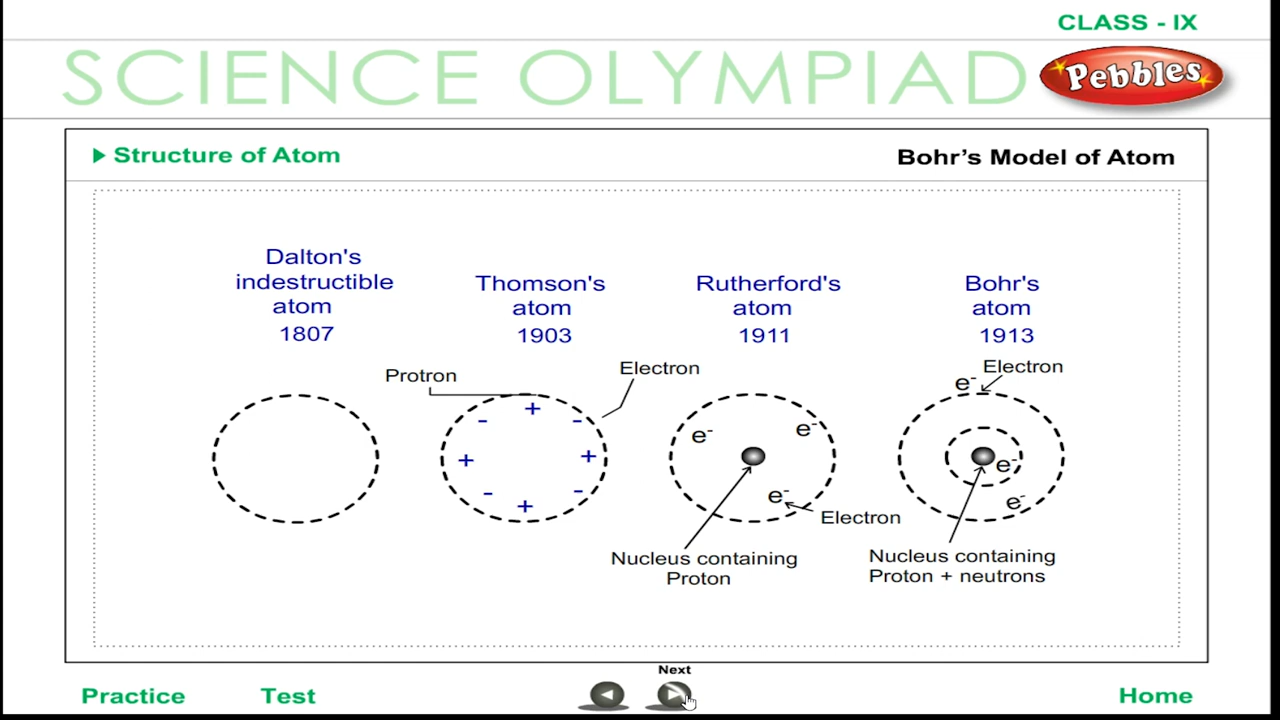 CLASS - IX
SCIENCE OLYMPIAD
Pebbles
Structure of Atom
Bohr's Model of Atom
Dalton's
indestructible
atom
1807
Thomson's
atom
1903
Rutherford's
atom
1911
Bohr's
atom
1913
Protron
Electron
+
-
-
+
+
-
-
+
e-
e-
e-
Electron
Nucleus containing
Proton
e-
Electron
e-
e-
Nucleus containing
Proton + neutrons
Next
Practice
Test
Home